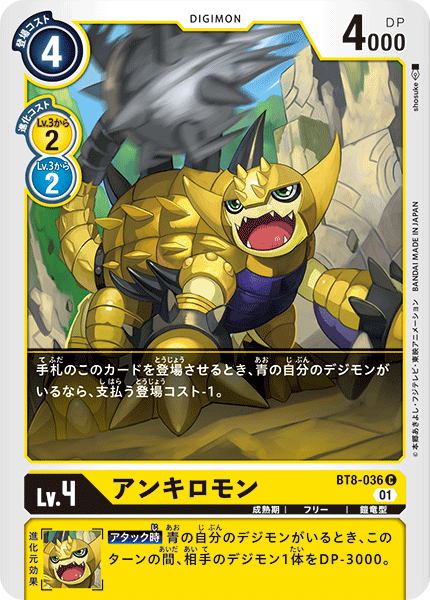 登場コスト
4
DIGIMON
DP
4000
進化コスト
Lv.3から
2
Lv.3から
2
shosuke
©本郷あきよし・フジテレビ・東映アニメーション BANDAI MADE IN JAPAN
手札のこのカードを登場させるとき、青の自分のデジモンが
いるなら、支払う登場コスト-1。
BT8-036 C
01
Lv.4
アンキロモン
成熟期 | フリー | 鎧竜型
進化元効果
アタック時 青の自分のデジモンがいるとき、この
ターンの間、相手のデジモン1体をDP-3000。